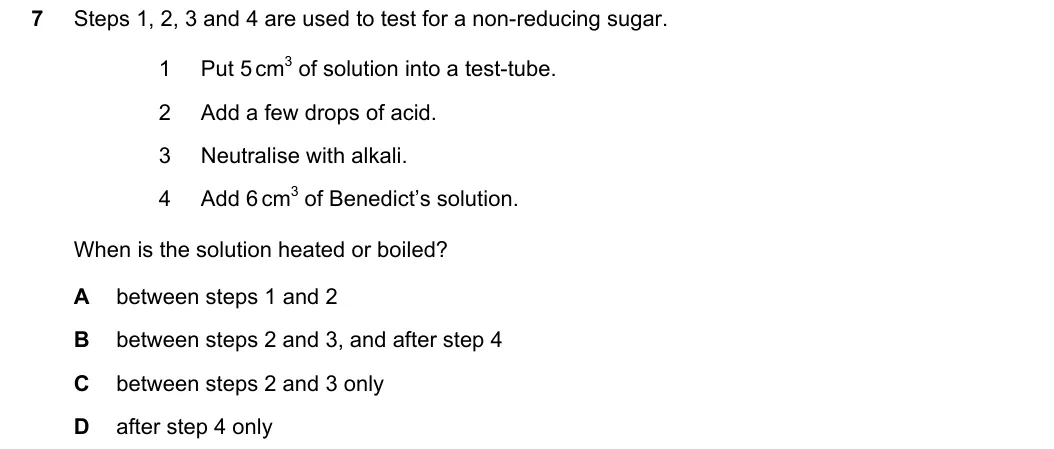 7 Steps 1, 2, 3 and 4 are used to test for a non-reducing sugar.
1 Put 5 cm³ of solution into a test-tube.
2 Add a few drops of acid.
3 Neutralise with alkali.
4 Add 6 cm³ of Benedict’s solution.
When is the solution heated or boiled?
A between steps 1 and 2
B between steps 2 and 3, and after step 4
C between steps 2 and 3 only
D after step 4 only